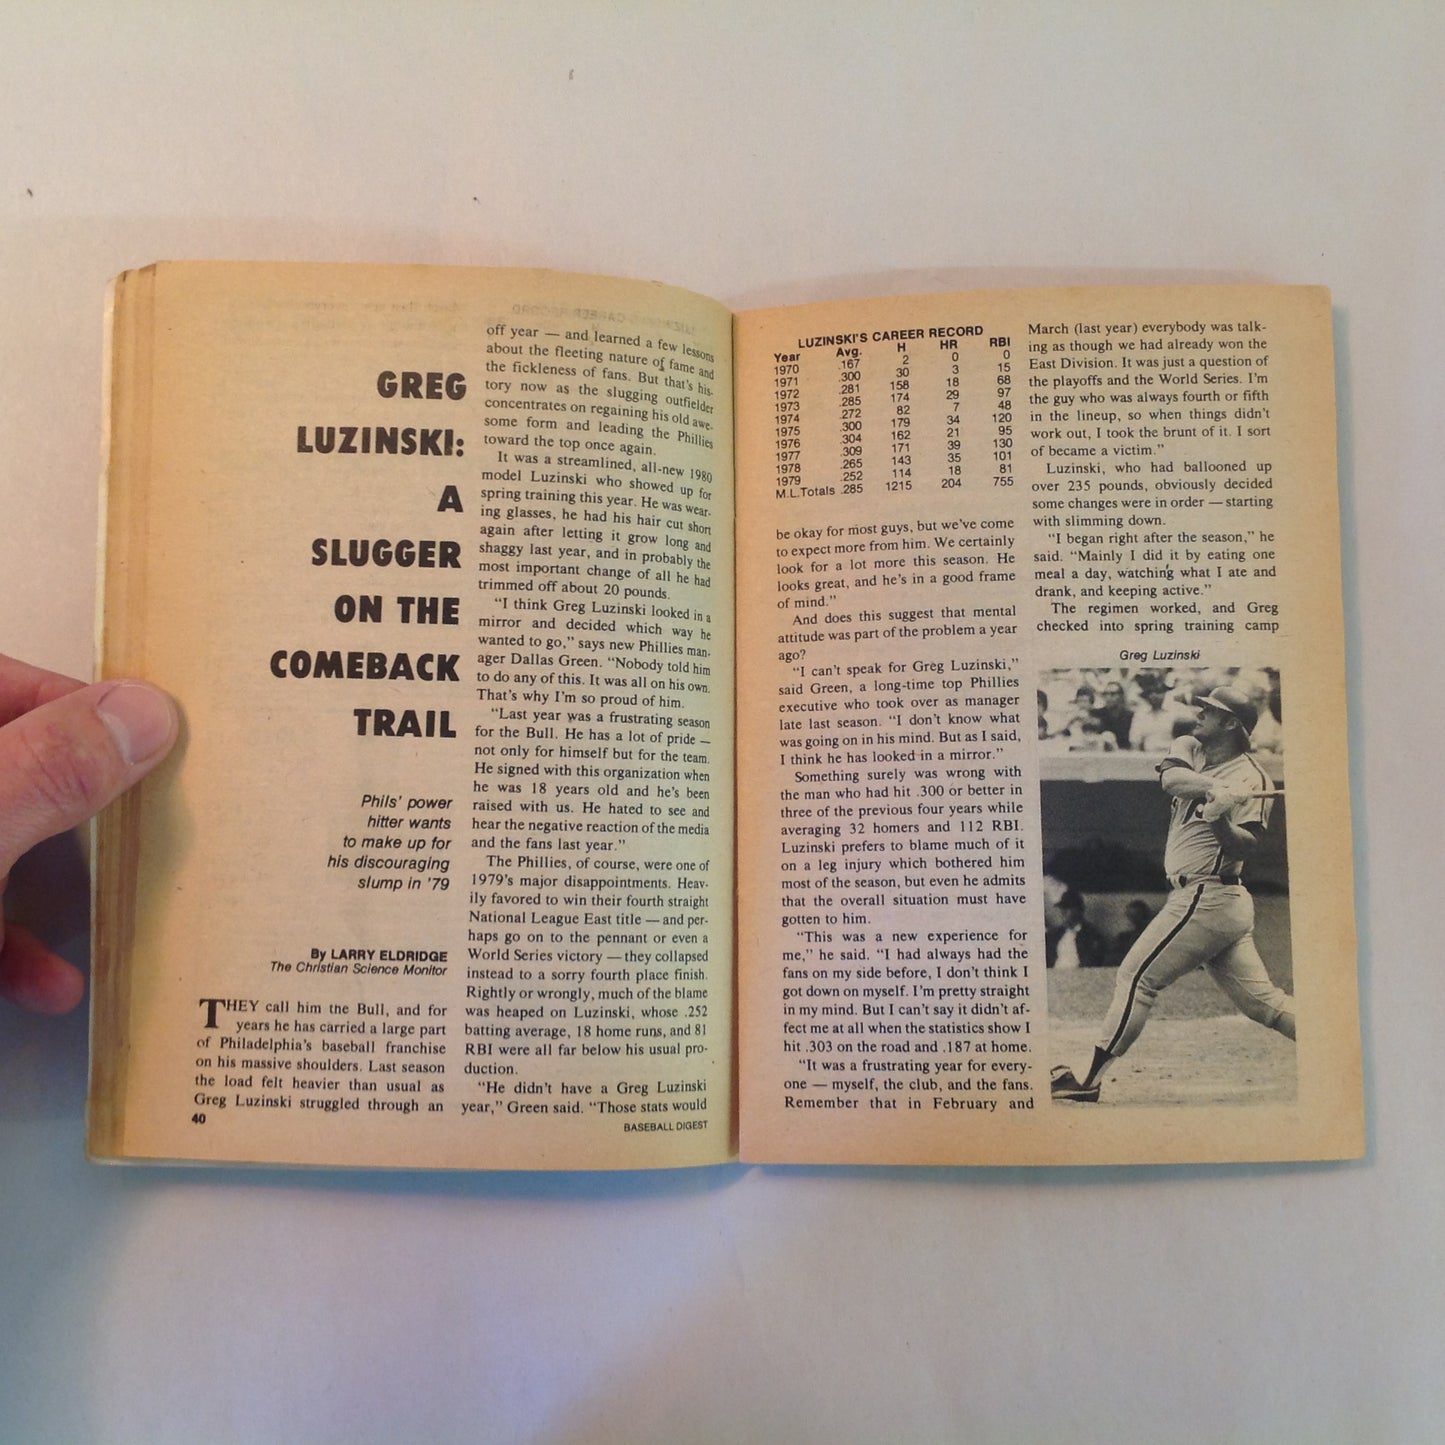 GREG
LUZINSKI:
A
SLUGGER
ON THE
COMEBACK
TRAIL
Phils' power
hitter wants
to make up for
his discouraging
slump in '79
By LARRY ELDRIDGE
The Christian Science Monitor
THEY call him the Bull, and for
years he has carried a large part
of Philadelphia's baseball franchise
on his massive shoulders. Last season
the load felt heavier than usual as
Greg Luzinski struggled through an
40
off year — and learned a few lessons
about the fleeting nature of fame and
the fickleness of fans. But that's his-
tory now as the slugging outfielder
concentrates on regaining his old awe-
some form and leading the Phillies
toward the top once again.
It was a streamlined, all-new 1980
model Luzinski who showed up for
spring training this year. He was wear-
ing glasses, he had his hair cut short
again after letting it grow long and
shaggy last year, and in probably the
most important change of all he had
trimmed off about 20 pounds.
"I think Greg Luzinski looked in a
mirror and decided which way he
wanted to go," says new Phillies man-
ager Dallas Green. "Nobody told him
to do any of this. It was all on his own.
That's why I'm so proud of him.
"Last year was a frustrating season
for the Bull. He has a lot of pride —
not only for himself but for the team.
He signed with this organization when
he was 18 years old and he's been
raised with us. He hated to see and
hear the negative reaction of the media
and the fans last year."
The Phillies, of course, were one of
1979's major disappointments. Heav-
ily favored to win their fourth straight
National League East title — and per-
haps go on to the pennant or even a
World Series victory — they collapsed
instead to a sorry fourth place finish.
Rightly or wrongly, much of the blame
was heaped on Luzinski, whose .252
batting average, 18 home runs, and 81
RBI were all far below his usual pro-
duction.
"He didn't have a Greg Luzinski
year," Green said. "Those stats would
BASEBALL DIGEST
LUZINSKI'S CAREER RECORD
Year Avg. H HR RBI
1970 .167 2 0 0
1971 .300 30 3 15
1972 .281 158 18 68
1973 .285 174 29 97
1974 .272 82 7 48
1975 .300 179 34 120
1976 .304 162 21 95
1977 .309 171 39 130
1978 .265 143 35 101
1979 .252 114 18 81
M.L.Totals .285 1215 204 755
be okay for most guys, but we've come
to expect more from him. We certainly
look for a lot more this season. He
looks great, and he's in a good frame
of mind."
And does this suggest that mental
attitude was part of the problem a year
ago?
"I can't speak for Greg Luzinski,"
said Green, a long-time top Phillies
executive who took over as manager
late last season. "I don't know what
was going on in his mind. But as I said,
I think he has looked in a mirror."
Something surely was wrong with
the man who had hit .300 or better in
three of the previous four years while
averaging 32 homers and 112 RBI.
Luzinski prefers to blame much of it
on a leg injury which bothered him
most of the season, but even he admits
that the overall situation must have
gotten to him.
"This was a new experience for
me," he said. "I had always had the
fans on my side before, I don't think I
got down on myself. I'm pretty straight
in my mind. But I can't say it didn't af-
fect me at all when the statistics show I
hit .303 on the road and .187 at home.
"It was a frustrating year for every-
one — myself, the club, and the fans.
Remember that in February and
March (last year) everybody was talk-
ing as though we had already won the
East Division. It was just a question of
the playoffs and the World Series. I'm
the guy who was always fourth or fifth
in the lineup, so when things didn't
work out, I took the brunt of it. I sort
of became a victim."
Luzinski, who had ballooned up
over 235 pounds, obviously decided
some changes were in order — starting
with slimming down.
"I began right after the season," he
said. "Mainly I did it by eating one
meal a day, watching what I ate and
drank, and keeping active."
The regimen worked, and Greg
checked into spring training camp
Greg Luzinski